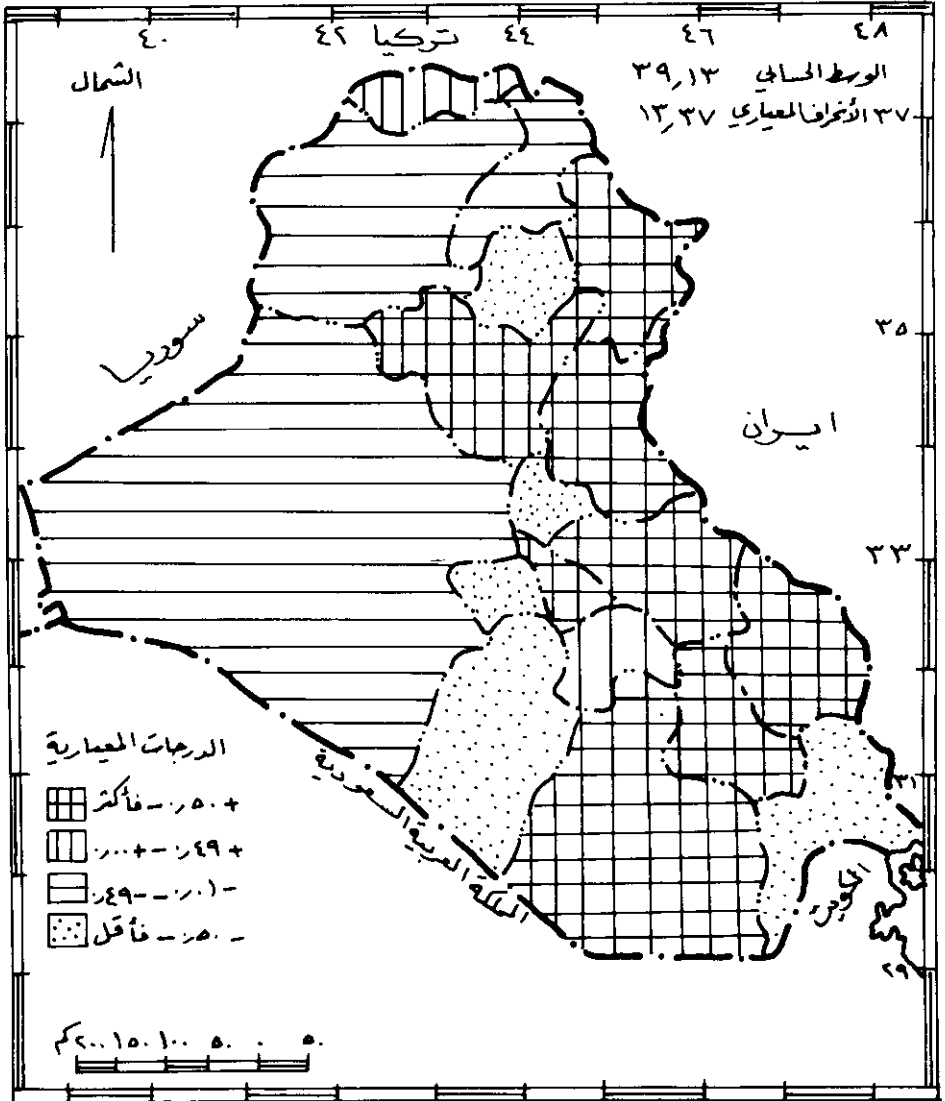 ٤٠ ٤٢ تركيا ٤٤ ٤٦ ٤٨
الشمال
الوسط الحسابي ٣٩,١٣
٣٧ الأنحراف المعياري ١٣,٣٧
سوريا
٣٥
ايران
٣٣
الدرجات المعيارية
+ ٠,٥٠ - فأكثر
+ ٠,٤٩ - + ٠,٠٠
- ٠,٠١ - - ٠,٤٩
- ٠,٥٠ - فأقل
المملكة العربية السعودية
٣١
٢٩
٥٠ ٠ ٥٠ ١٠٠ ١٥٠ ٢٠٠ كم